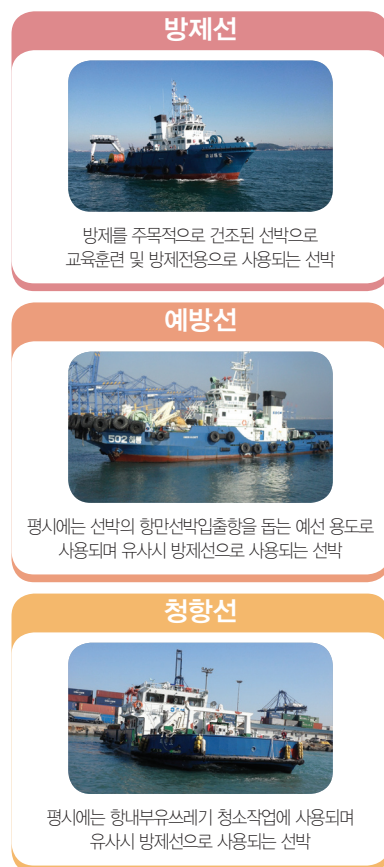 방제선
방제를 주목적으로 건조된 선박으로
교육훈련 및 방제전용으로 사용되는 선박
예방선
502
평시에는 선박의 항만선박입출항을 돕는 예선 용도로
사용되며 유사시 방제선으로 사용되는 선박
청항선
평시에는 항내부유쓰레기 청소작업에 사용되며
유사시 방제선으로 사용되는 선박